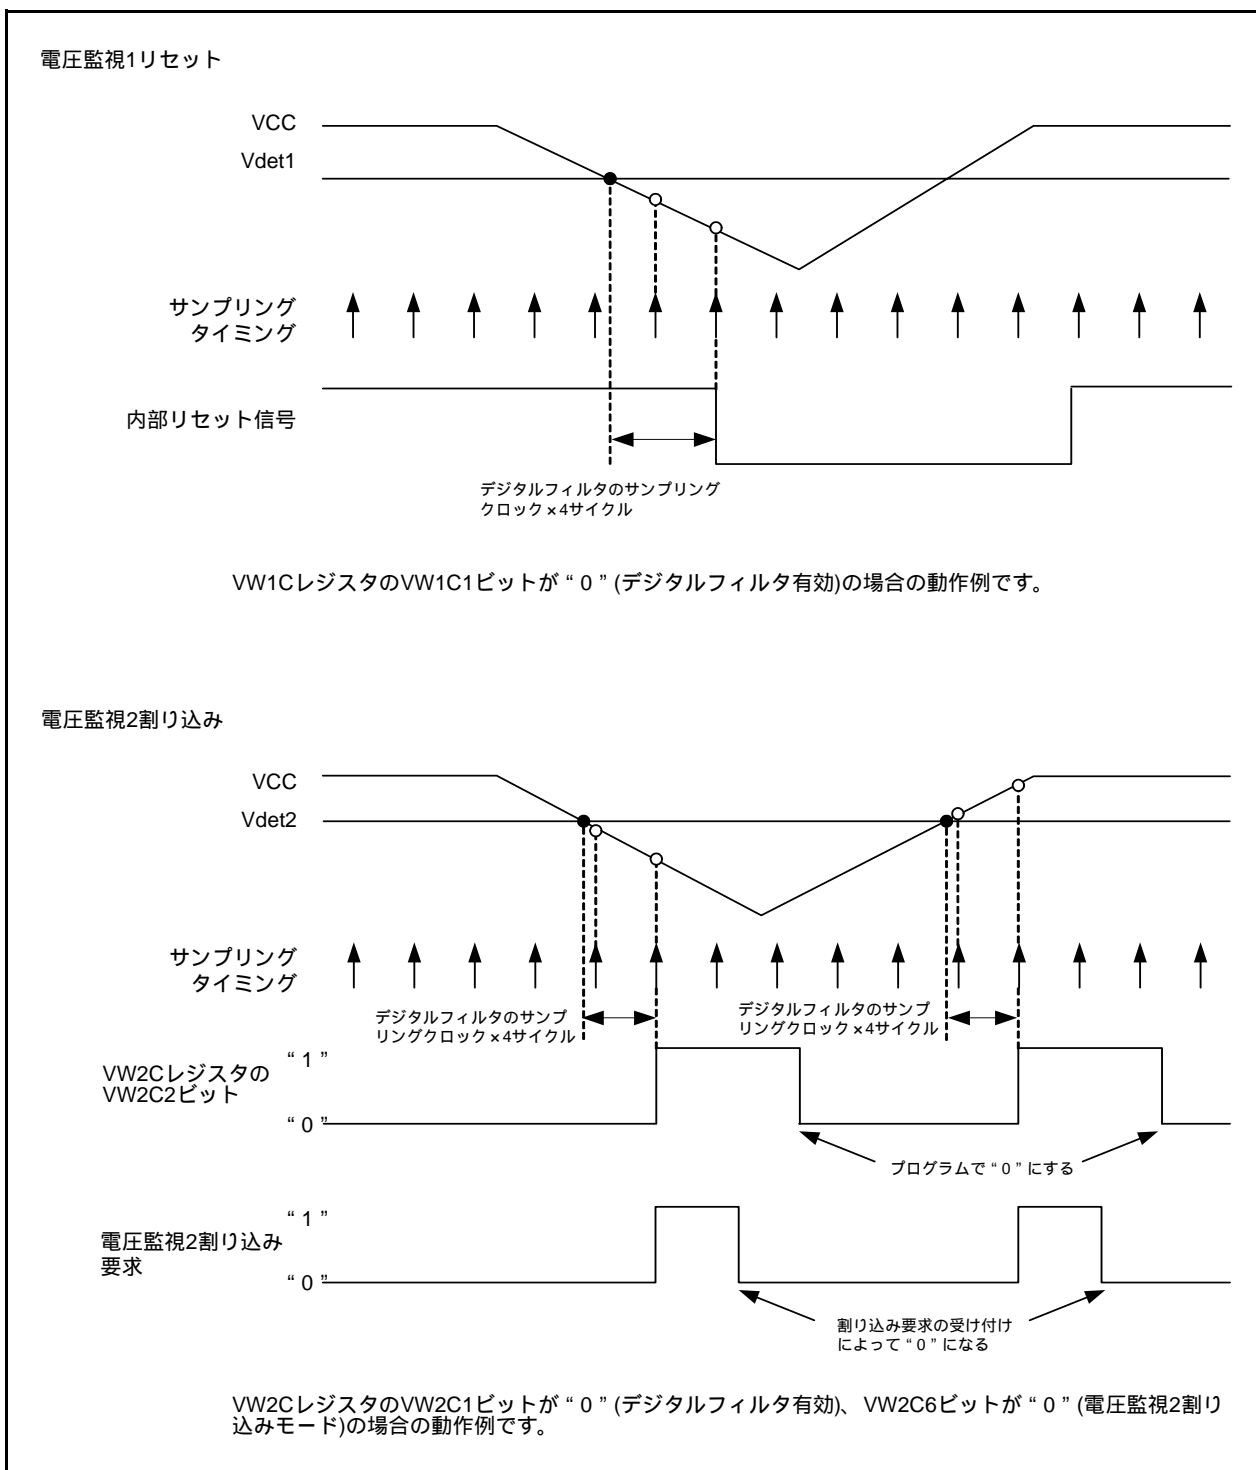 電圧監視1リセット
VCC
Vdet1
サンプリング
タイミング
内部リセット信号
デジタルフィルタのサンプリング
クロック×4サイクル
VW1CレジスタのVW1C1ビットが“0”(デジタルフィルタ有効)の場合の動作例です。
電圧監視2割り込み
VCC
Vdet2
サンプリング
タイミング
デジタルフィルタのサンプ
リングクロック×4サイクル
デジタルフィルタのサンプ
リングクロック×4サイクル
VW2Cレジスタの
VW2C2ビット
“1”
“0”
プログラムで“0”にする
電圧監視2割り込み
要求
“1”
“0”
割り込み要求の受け付け
によって“0”になる
VW2CレジスタのVW2C1ビットが“0”(デジタルフィルタ有効)、VW2C6ビットが“0”(電圧監視2割り
込みモード)の場合の動作例です。